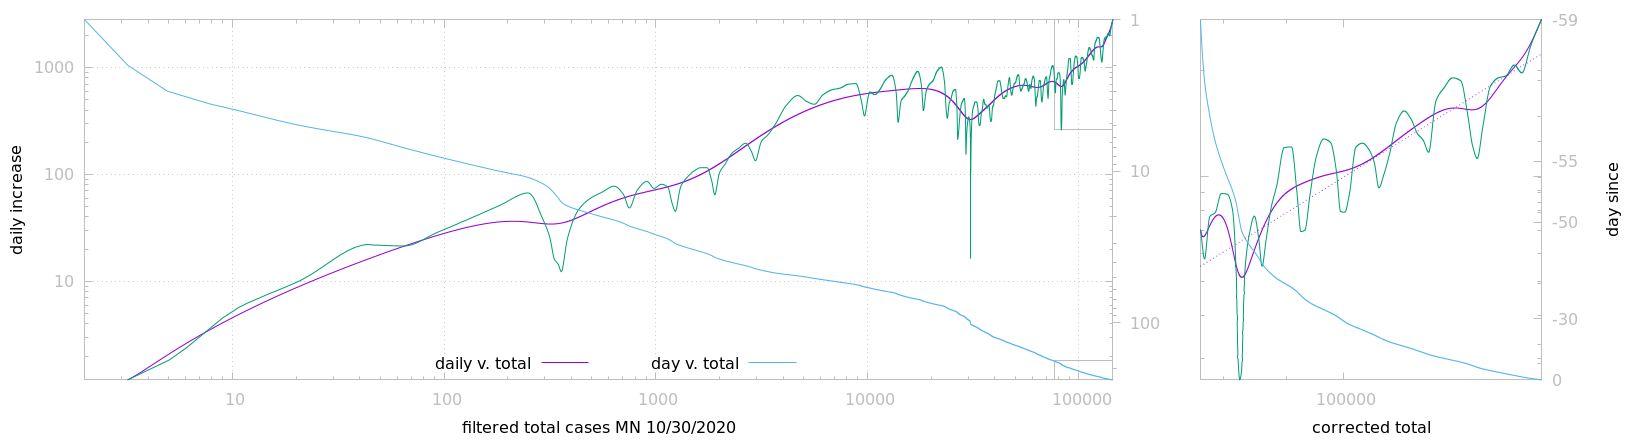 daily increase
1000
100
10
daily v. total
day v. total
10
100
1000
10000
100000
filtered total cases MN 10/30/2020
1
10
100
-59
-55
-50
-30
0
day since
100000
corrected total